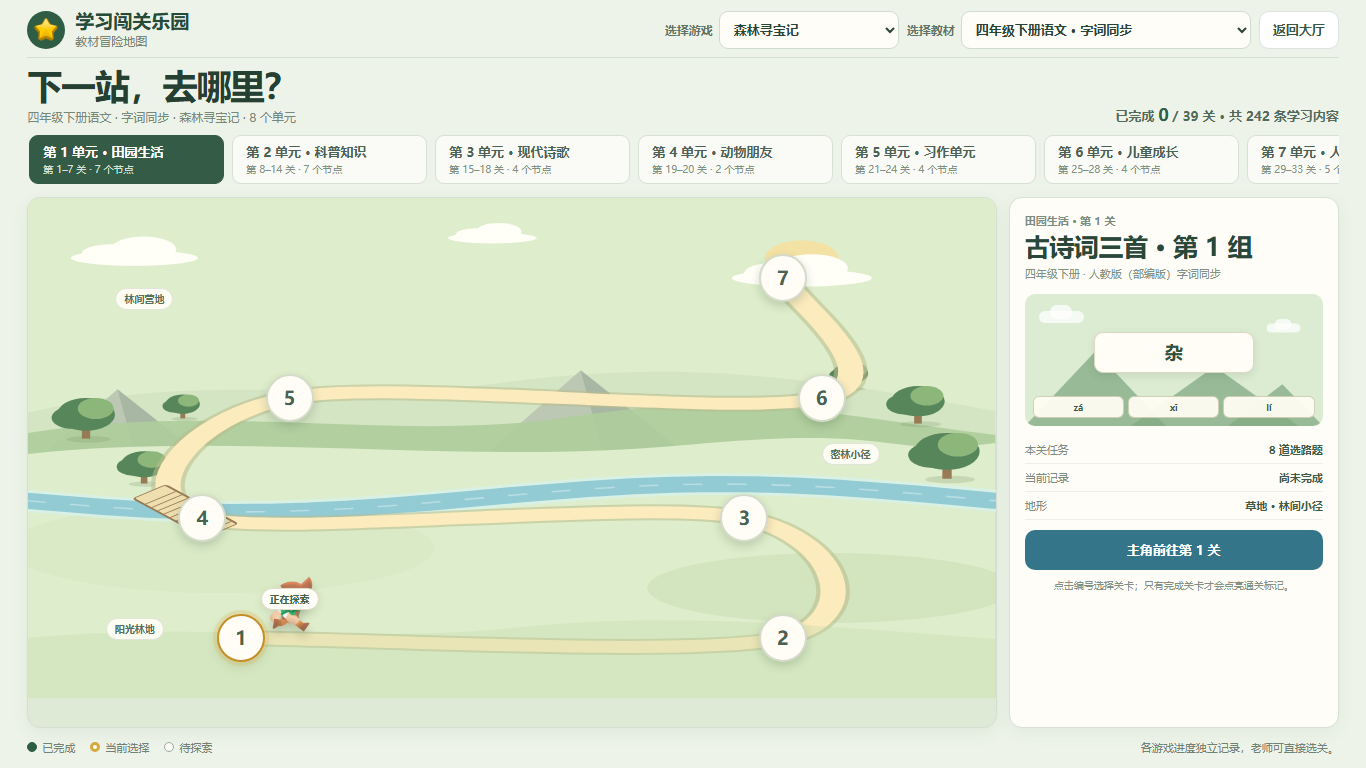 学习闯关乐园
教材冒险地图
选择游戏 森林寻宝记 选择教材 四年级下册语文 • 字词同步 返回大厅
下一站，去哪里？
四年级下册语文 · 字词同步 · 森林寻宝记 · 8 个单元
已完成 0 / 39 关 • 共 242 条学习内容
第 1 单元 • 田园生活
第 1–7 关 · 7 个节点
第 2 单元 • 科普知识
第 8–14 关 · 7 个节点
第 3 单元 • 现代诗歌
第 15–18 关 · 4 个节点
第 4 单元 • 动物朋友
第 19–20 关 · 2 个节点
第 5 单元 • 习作单元
第 21–24 关 · 4 个节点
第 6 单元 • 儿童成长
第 25–28 关 · 4 个节点
第 7 单元 • 人
第 29–33 关 · 5 个
7
林间营地
5
6
密林小径
4
3
正在探索
阳光林地
1
2
田园生活 • 第 1 关
古诗词三首 • 第 1 组
四年级下册 · 人教版（部编版）字词同步
杂
zá xī lí
本关任务 8 道选路题
当前记录 尚未完成
地形 草地 • 林间小径
主角前往第 1 关
点击编号选择关卡；只有完成关卡才会点亮通关标记。
已完成 当前选择 待探索
各游戏进度独立记录，老师可直接选关。